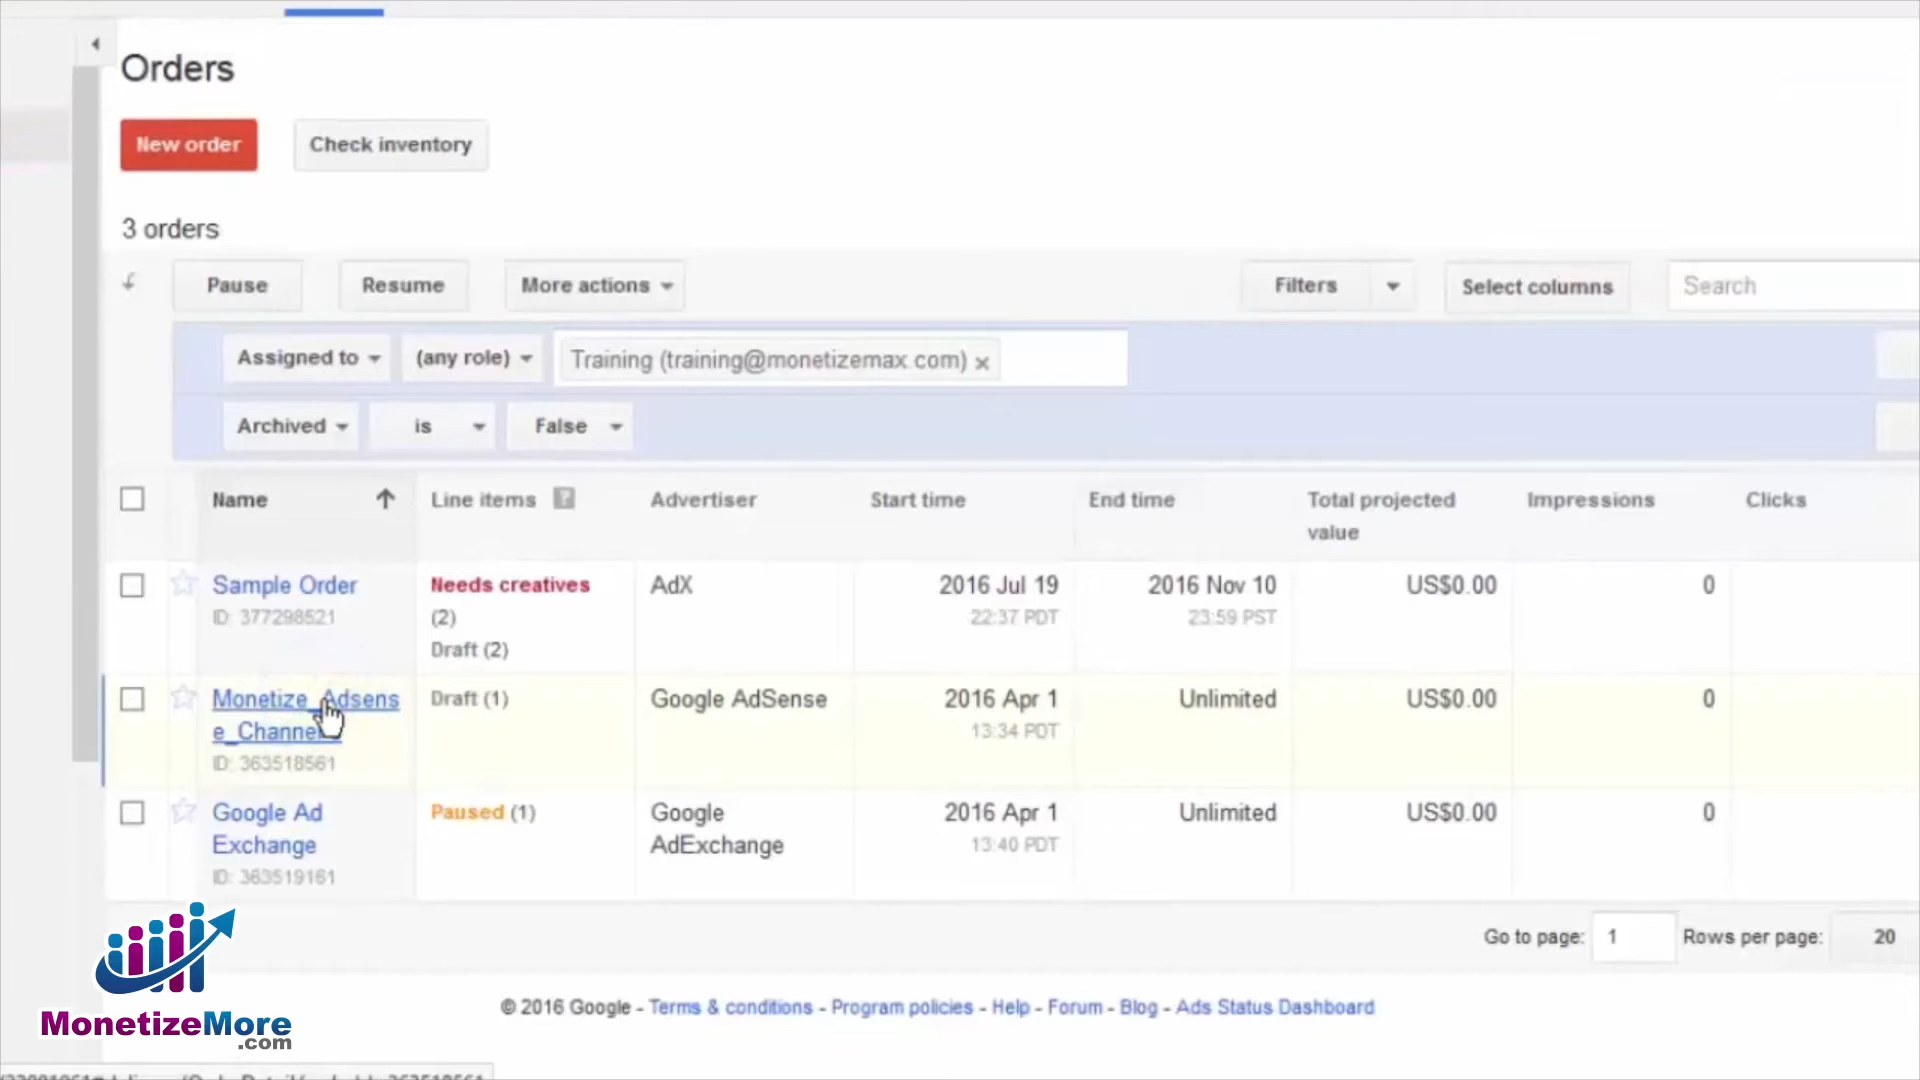 Orders
New order Check inventory
3 orders
Pause Resume More actions Filters Select columns Search
Assigned to (any role) Training (training@monetizemax.com) ×
Archived is False
Name Line items ? Advertiser Start time End time Total projected value Impressions Clicks
Sample Order Needs creatives AdX 2016 Jul 19 2016 Nov 10 US$0.00 0
ID: 377298521 (2) 22:37 PDT 23:59 PST
Draft (2)
Monetize_Adsens Draft (1) Google AdSense 2016 Apr 1 Unlimited US$0.00 0
13:34 PDT
ID: 363518561
Google Ad Paused (1) Google 2016 Apr 1 Unlimited US$0.00 0
Exchange AdExchange 13:40 PDT
ID: 363519161
Go to page: 1 Rows per page: 20
© 2016 Google - Terms & conditions - Program policies - Help - Forum - Blog - Ads Status Dashboard
MonetizeMore
.com